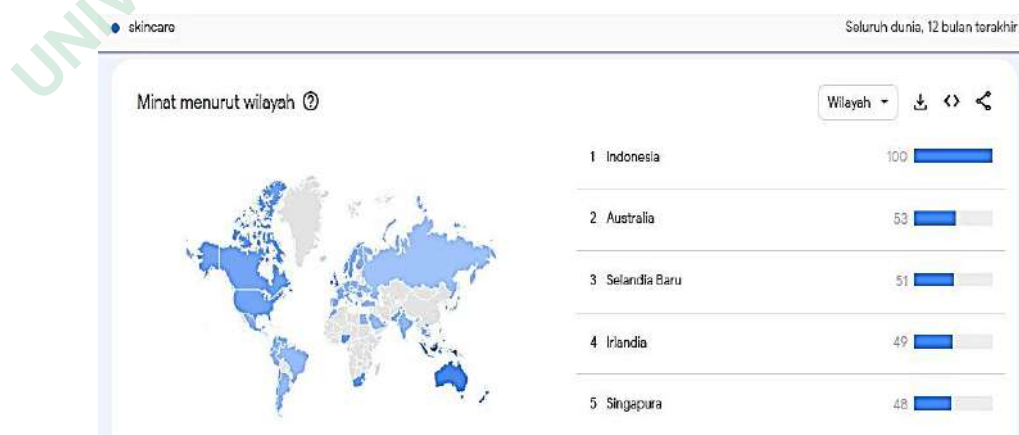 skincare Seluruh dunia, 12 bulan terakhir
Minat menurut wilayah Wilayah
1 Indonesia 100
2 Australia 53
3 Selandia Baru 51
4 Irlandia 49
5 Singapura 48
UNIV